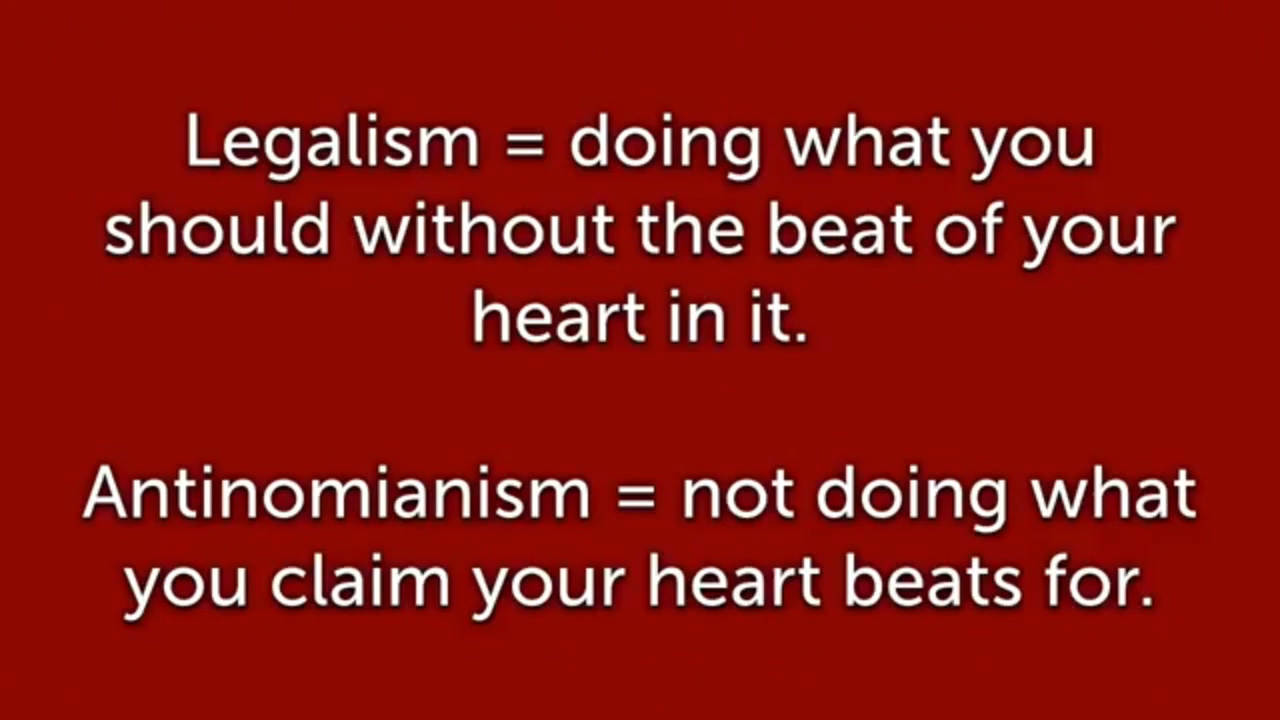 Legalism = doing what you
should without the beat of your
heart in it.
Antinomianism = not doing what
you claim your heart beats for.